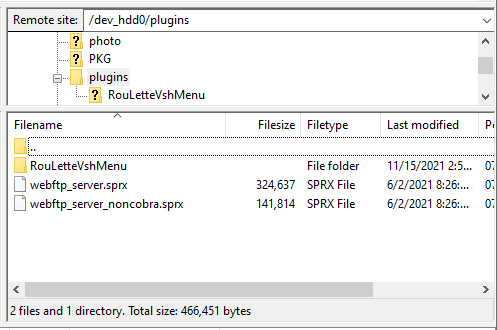 Remote site: /dev_hdd0/plugins
? photo
? PKG
plugins
? RouLetteVshMenu
Filename Filesize Filetype Last modified Pe
..
RouLetteVshMenu File folder 11/15/2021 2:5... 07
webftp_server.sprx 324,637 SPRX File 6/2/2021 8:26:... 07
webftp_server_noncobra.sprx 141,814 SPRX File 6/2/2021 8:26:... 07
2 files and 1 directory. Total size: 466,451 bytes